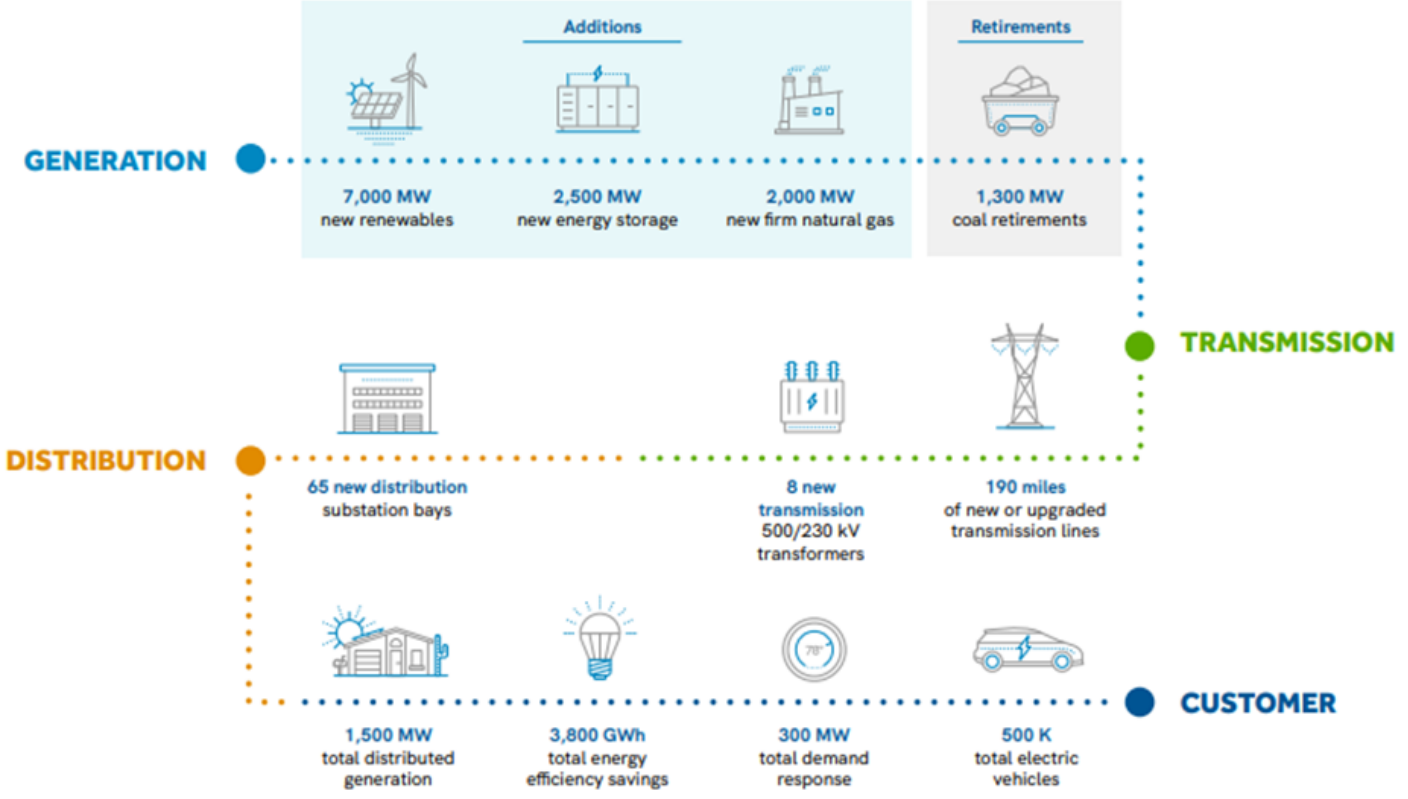 Additions
Retirements
GENERATION
7,000 MW
new renewables
2,500 MW
new energy storage
2,000 MW
new firm natural gas
1,300 MW
coal retirements
TRANSMISSION
DISTRIBUTION
65 new distribution
substation bays
8 new
transmission
500/230 kV
transformers
190 miles
of new or upgraded
transmission lines
78°
CUSTOMER
1,500 MW
total distributed
generation
3,800 GWh
total energy
efficiency savings
300 MW
total demand
response
500 K
total electric
vehicles